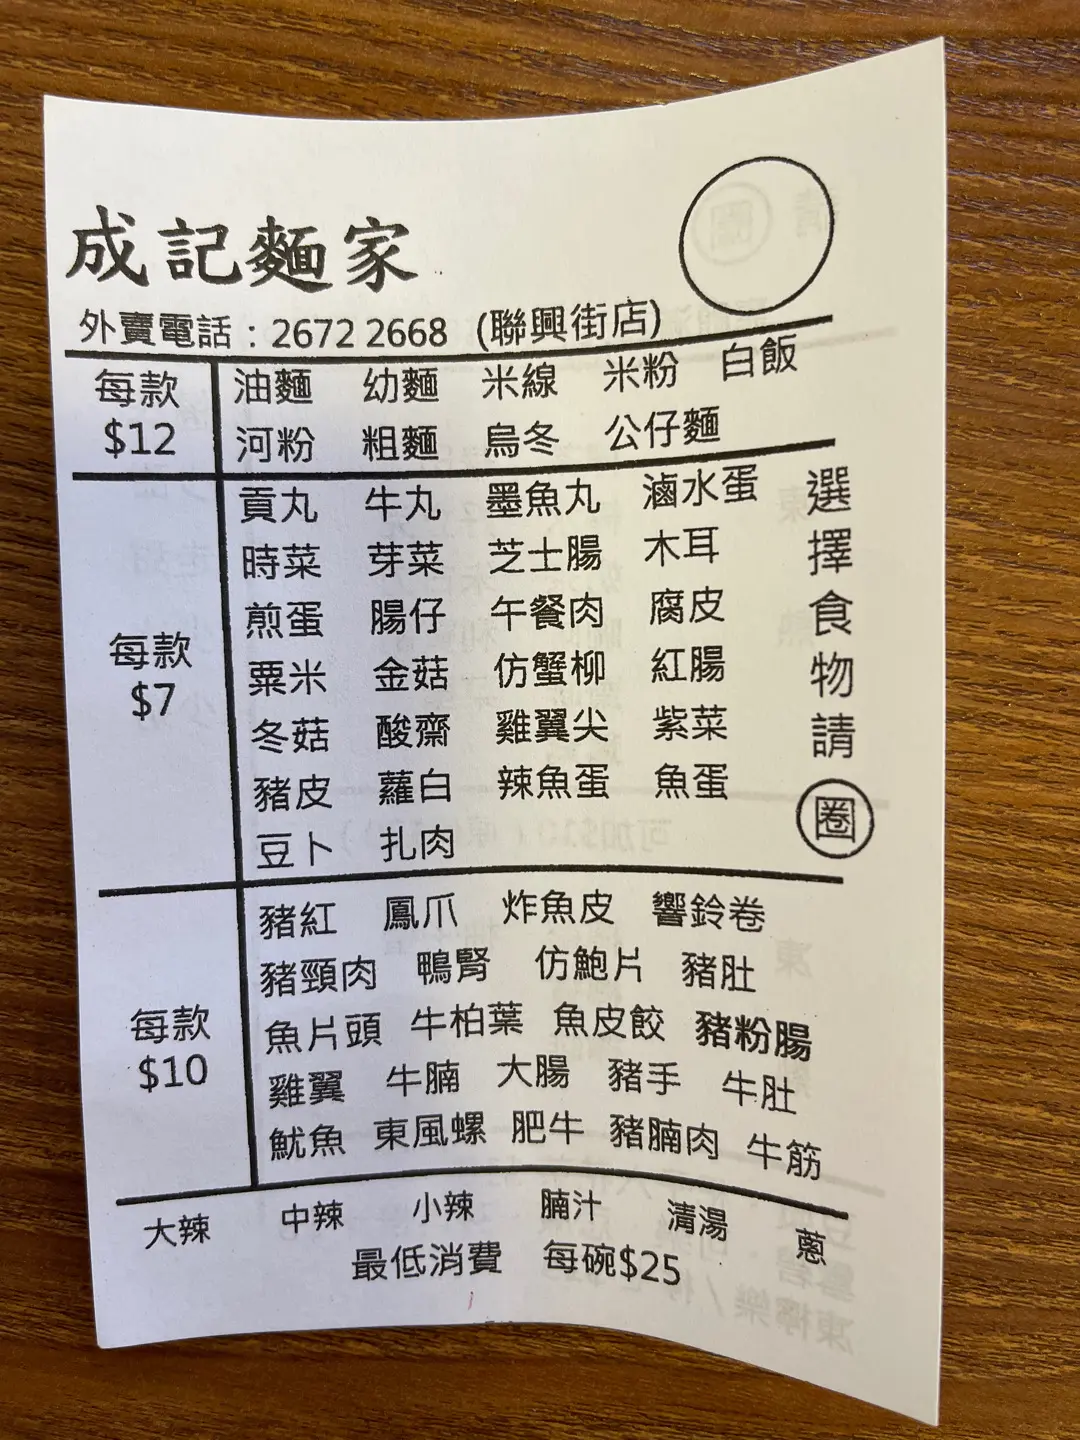 成記麵家
外賣電話：2672 2668 (聯興街店)
每款
$12
油麵 幼麵 米線 米粉 白飯
河粉 粗麵 烏冬 公仔麵
每款
$7
貢丸 牛丸 墨魚丸 滷水蛋
時菜 芽菜 芝士腸 木耳
煎蛋 腸仔 午餐肉 腐皮
粟米 金菇 仿蟹柳 紅腸
冬菇 酸齋 雞翼尖 紫菜
豬皮 蘿白 辣魚蛋 魚蛋
豆卜 扎肉
選擇食物請圈
每款
$10
豬紅 鳳爪 炸魚皮 響鈴卷
豬頸肉 鴨腎 仿鮑片 豬肚
魚片頭 牛柏葉 魚皮餃 豬粉腸
雞翼 牛腩 大腸 豬手 牛肚
魷魚 東風螺 肥牛 豬腩肉 牛筋
大辣 中辣 小辣 腩汁 清湯 蔥
最低消費 每碗$25